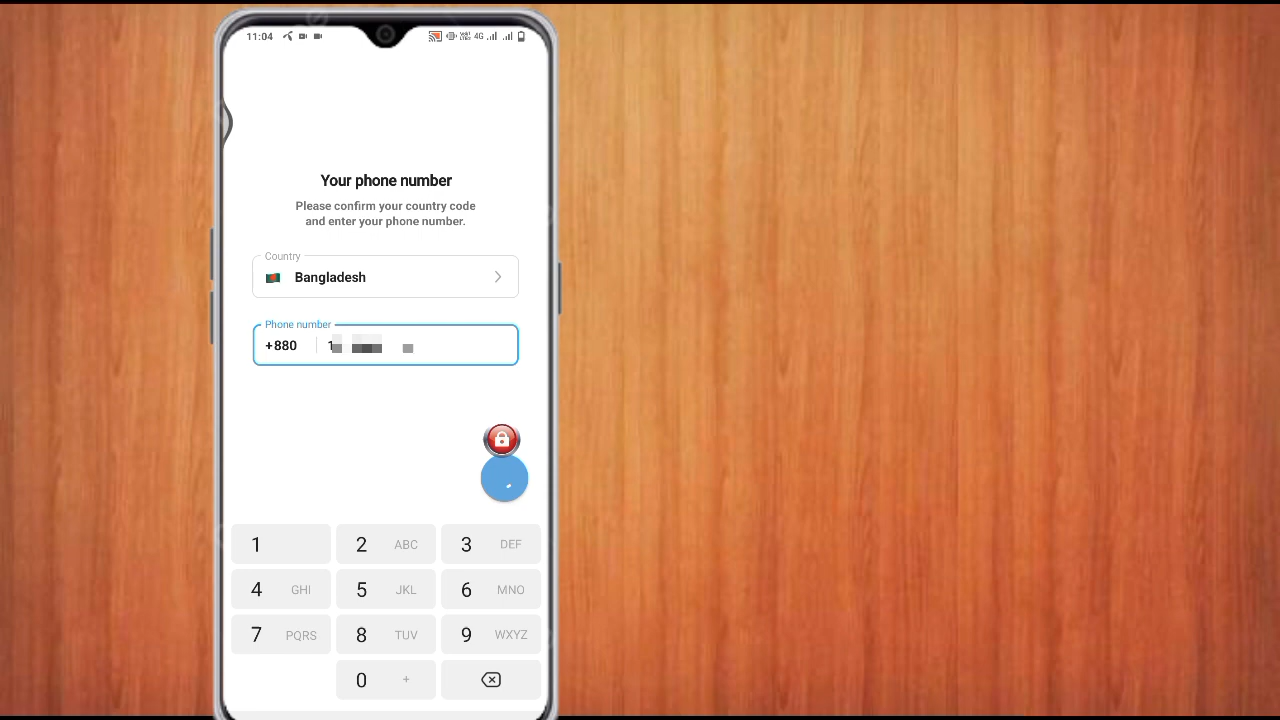 11:04
4G
Your phone number
Please confirm your country code
and enter your phone number.
Country
Bangladesh
Phone number
+880 1
1
2 ABC
3 DEF
4 GHI
5 JKL
6 MNO
7 PQRS
8 TUV
9 WXYZ
0 +